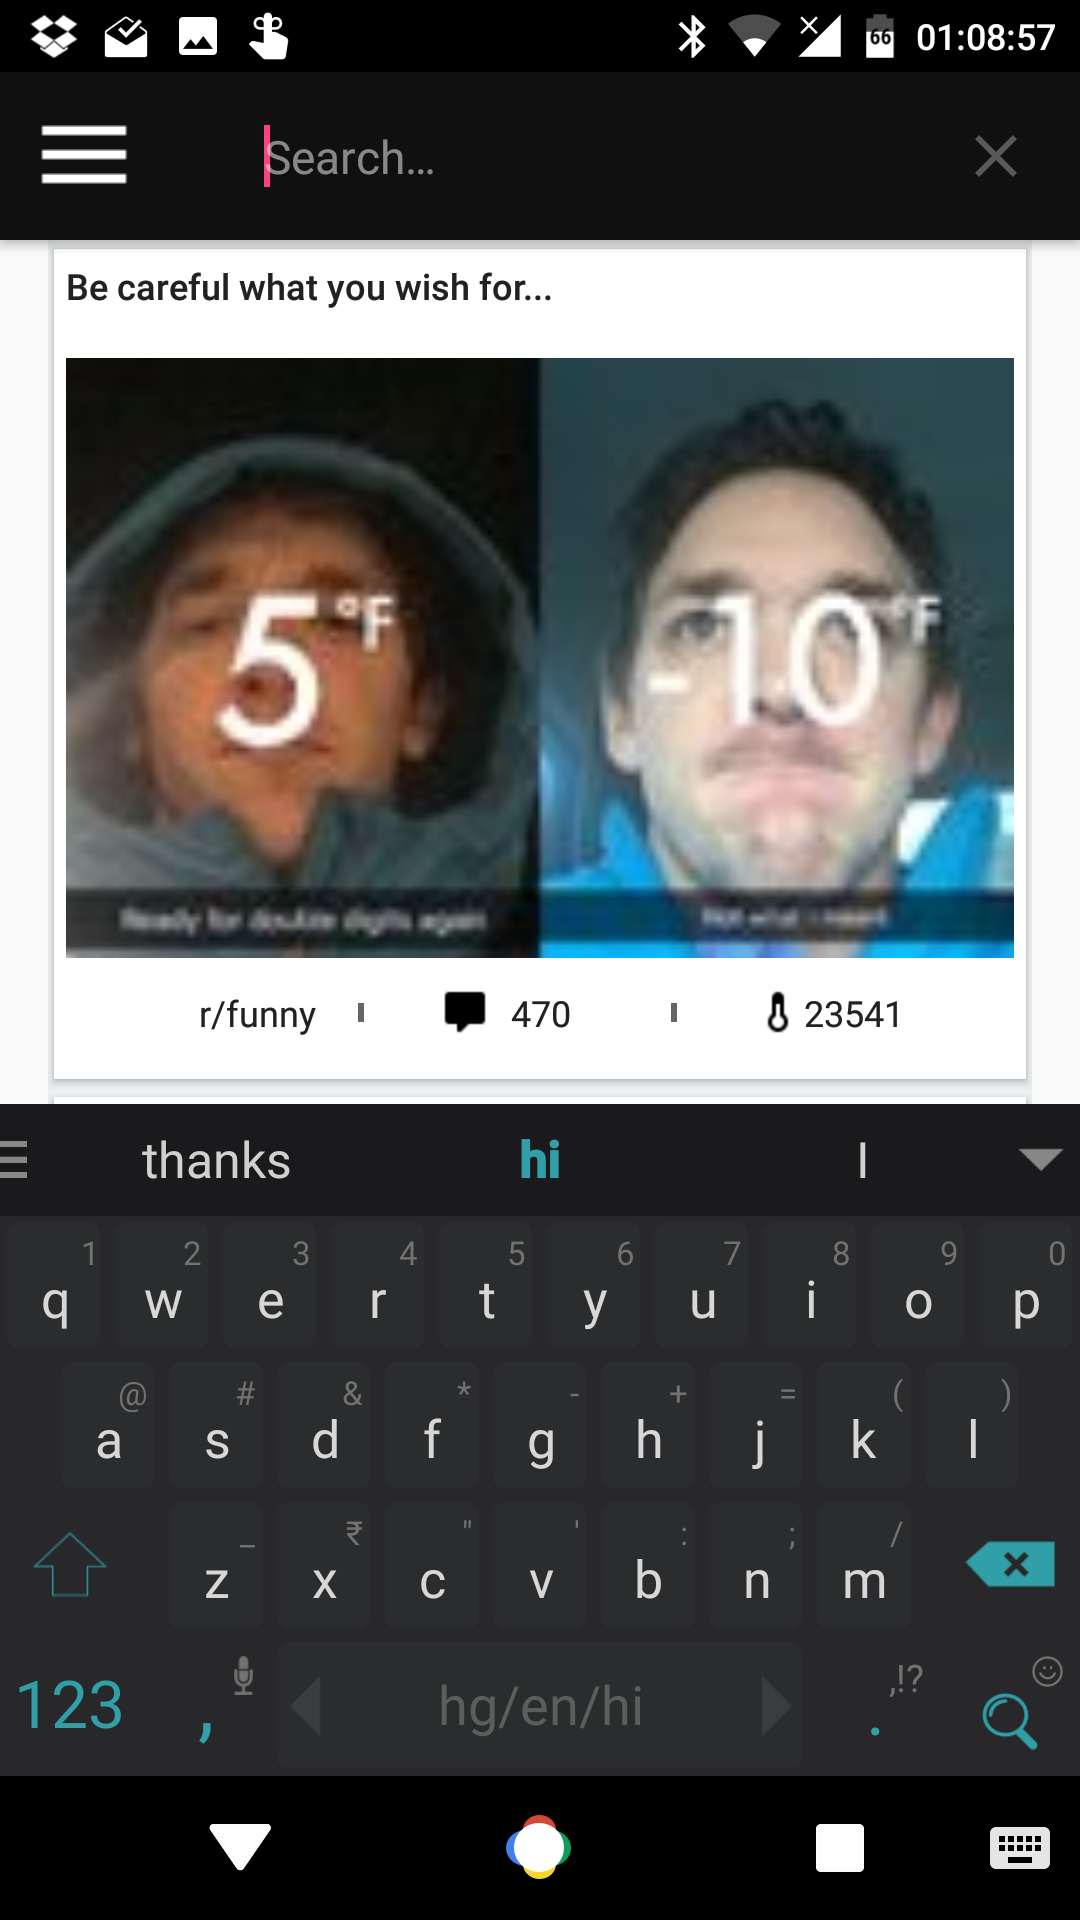 66 01:08:57
Search...
Be careful what you wish for...
5 °F
-10 °F
Ready for double digits again
Not what I meant
r/funny 470 23541
thanks hi I
1 2 3 4 5 6 7 8 9 0
q w e r t y u i o p
@ # & * - + = ( )
a s d f g h j k l
_ ₹ " ' : ; /
z x c v b n m
123 , hg/en/hi . ,!?